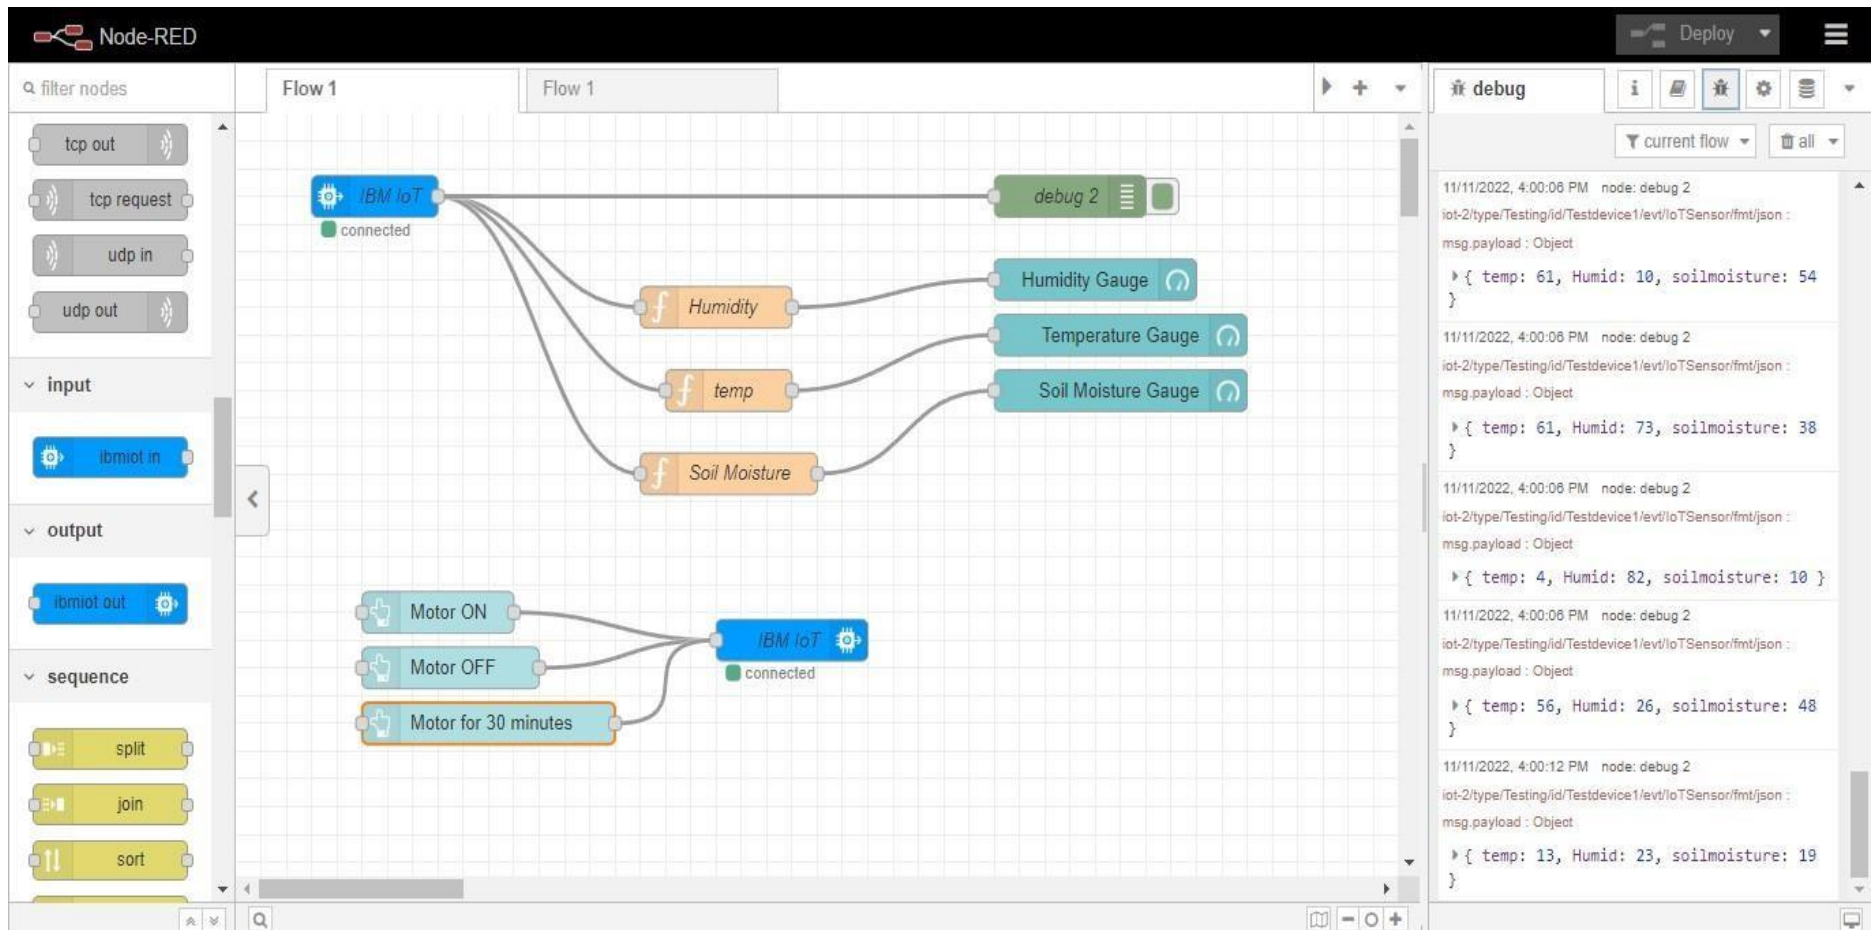 Node-RED
Deploy
filter nodes
Flow 1
Flow 1
debug
i
current flow
all
tcp out
tcp request
udp in
udp out
input
ibmiot in
output
ibmiot out
sequence
split
join
sort
IBM IoT
connected
debug 2
Humidity
Humidity Gauge
temp
Temperature Gauge
Soil Moisture
Soil Moisture Gauge
Motor ON
Motor OFF
Motor for 30 minutes
IBM IoT
connected
11/11/2022, 4:00:06 PM node: debug 2
iot-2/type/Testing/id/Testdevice1/evt/IoTSensor/fmt/json :
msg.payload : Object
{ temp: 61, Humid: 10, soilmoisture: 54
}
11/11/2022, 4:00:06 PM node: debug 2
iot-2/type/Testing/id/Testdevice1/evt/IoTSensor/fmt/json :
msg.payload : Object
{ temp: 61, Humid: 73, soilmoisture: 38
}
11/11/2022, 4:00:06 PM node: debug 2
iot-2/type/Testing/id/Testdevice1/evt/IoTSensor/fmt/json :
msg.payload : Object
{ temp: 4, Humid: 82, soilmoisture: 10 }
11/11/2022, 4:00:06 PM node: debug 2
iot-2/type/Testing/id/Testdevice1/evt/IoTSensor/fmt/json :
msg.payload : Object
{ temp: 56, Humid: 26, soilmoisture: 48
}
11/11/2022, 4:00:12 PM node: debug 2
iot-2/type/Testing/id/Testdevice1/evt/IoTSensor/fmt/json :
msg.payload : Object
{ temp: 13, Humid: 23, soilmoisture: 19
}